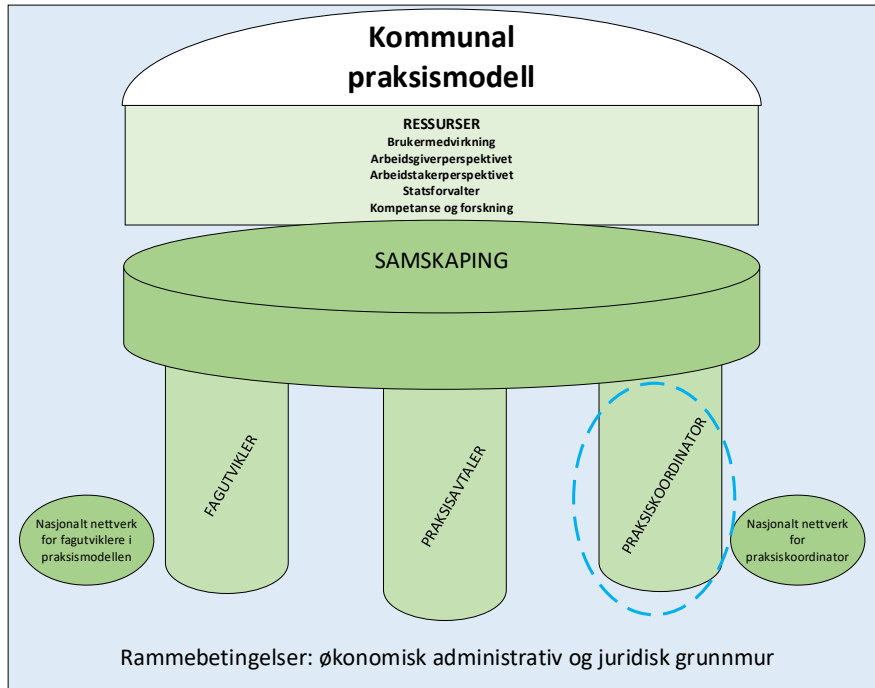 Kommunal
praksismodell
RESSURSER
Brukermedvirkning
Arbeidsgiverperspektivet
Arbeidstakerperspektivet
Statsforvalter
Kompetanse og forskning
SAMSKAPING
FAGUTVIKLER
PRAKSISAVTALER
PRAKSISKOORDINATOR
Nasjonalt nettverk
for fagutviklere i
praksismodellen
Nasjonalt nettverk
for
praksiskoordinator
Rammebetingelser: økonomisk administrativ og juridisk grunnmur